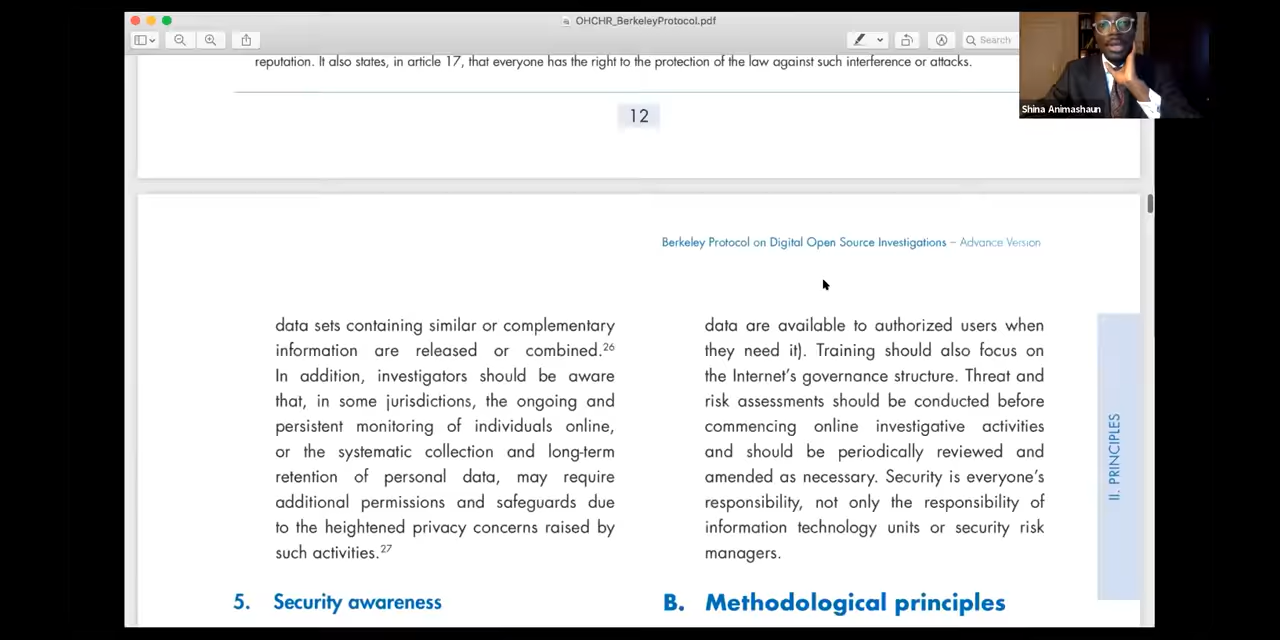 OHCHR_BerkeleyProtocol.pdf
Search
Shina Animashaun
reputation. It also states, in article 17, that everyone has the right to the protection of the law against such interference or attacks.
12
Berkeley Protocol on Digital Open Source Investigations – Advance Version
data sets containing similar or complementary
information are released or combined.26
In addition, investigators should be aware
that, in some jurisdictions, the ongoing and
persistent monitoring of individuals online,
or the systematic collection and long-term
retention of personal data, may require
additional permissions and safeguards due
to the heightened privacy concerns raised by
such activities.27
5. Security awareness
data are available to authorized users when
they need it). Training should also focus on
the Internet’s governance structure. Threat and
risk assessments should be conducted before
commencing online investigative activities
and should be periodically reviewed and
amended as necessary. Security is everyone’s
responsibility, not only the responsibility of
information technology units or security risk
managers.
B. Methodological principles
II. PRINCIPLES